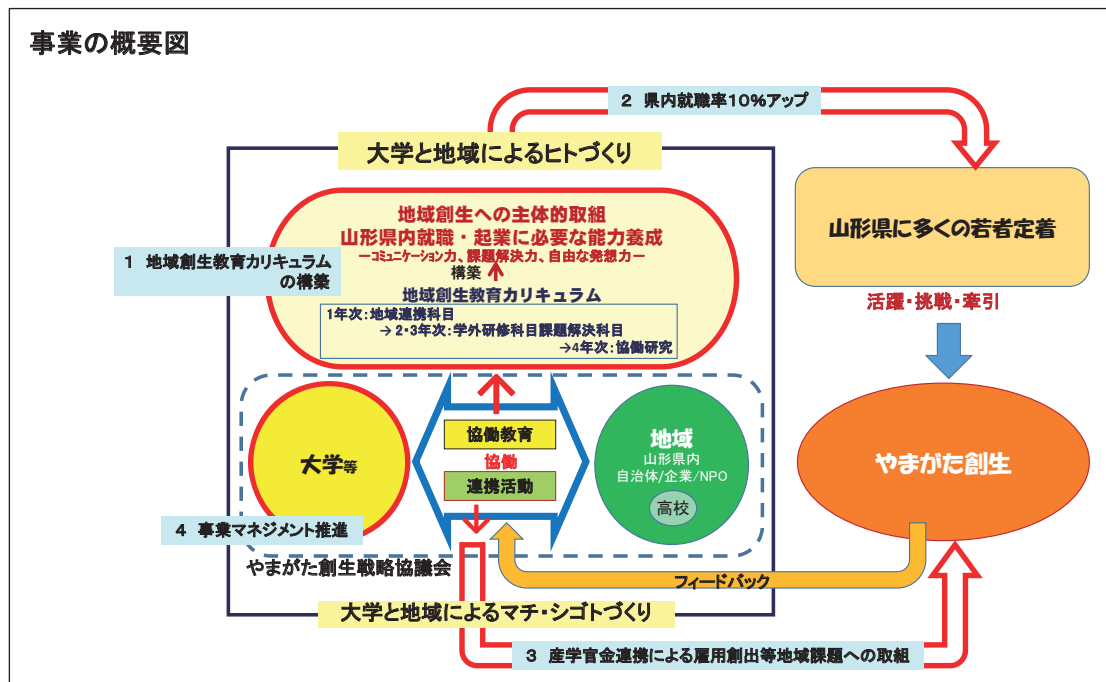 事業の概要図
2 県内就職率10%アップ
大学と地域によるヒトづくり
地域創生への主体的取組
山形県内就職・起業に必要な能力養成
ーコミュニケーション力、課題解決力、自由な発想力ー
構築
地域創生教育カリキュラム
1年次:地域連携科目
→2・3年次:学外研修科目課題解決科目
→4年次:協働研究
1 地域創生教育カリキュラム
の構築
山形県に多くの若者定着
活躍・挑戦・牽引
大学等
協働教育
協働
連携活動
地域
山形県内
自治体/企業/NPO
高校
やまがた創生
4 事業マネジメント推進
やまがた創生戦略協議会
フィードバック
大学と地域によるマチ・シゴトづくり
3 産学官金連携による雇用創出等地域課題への取組